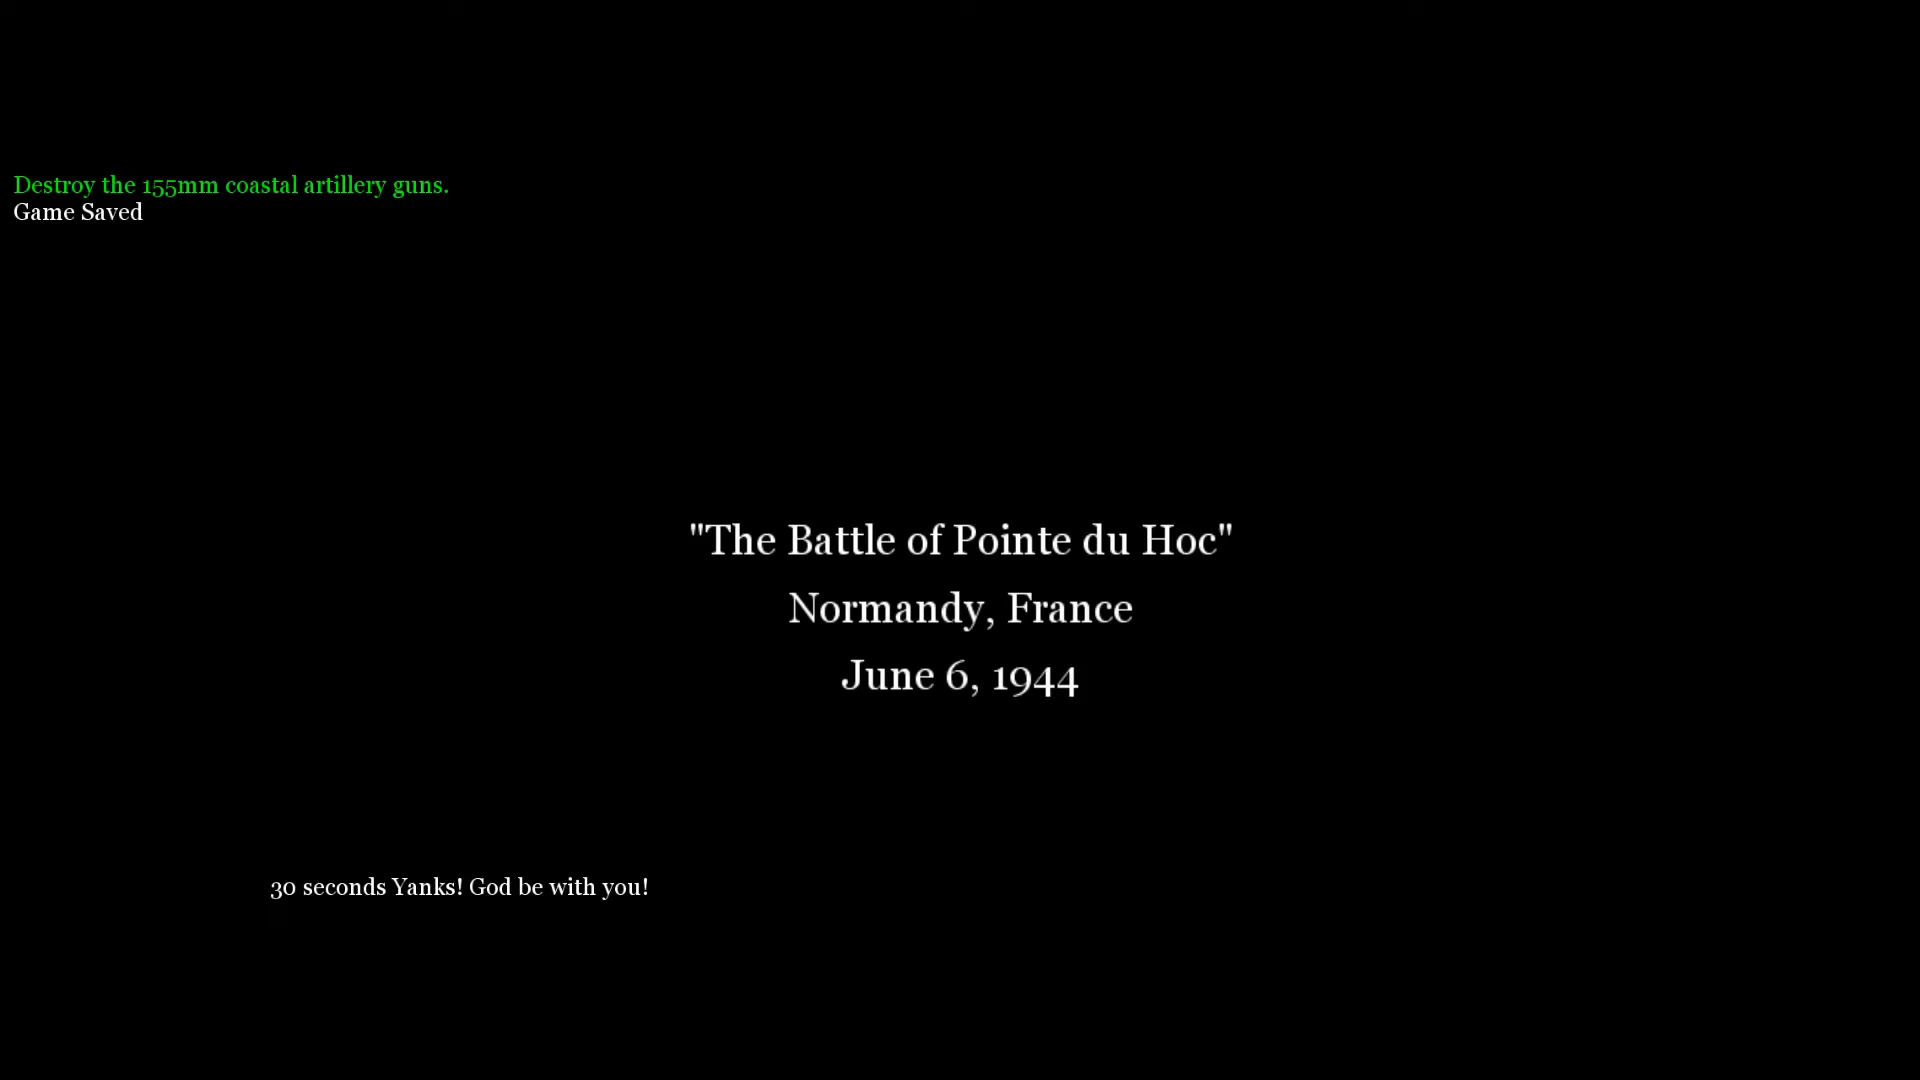 Destroy the 155mm coastal artillery guns.
Game Saved
"The Battle of Pointe du Hoc"
Normandy, France
June 6, 1944
30 seconds Yanks! God be with you!